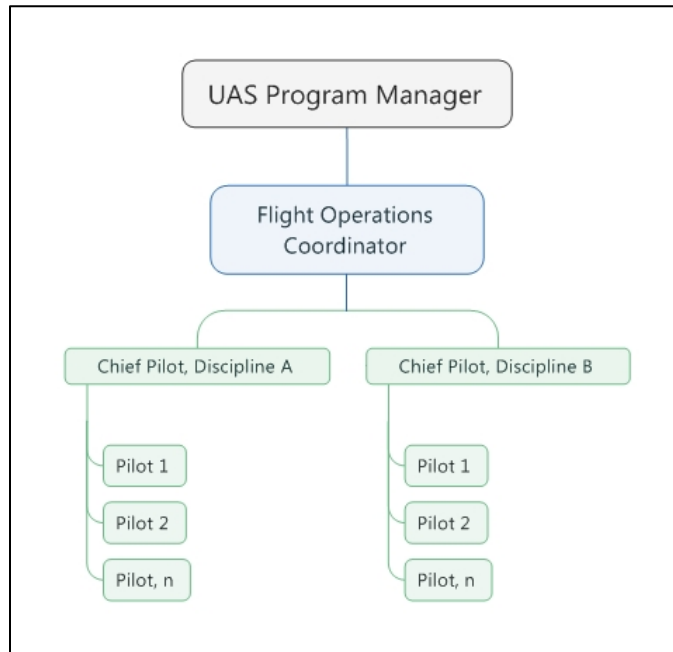 UAS Program Manager
Flight Operations
Coordinator
Chief Pilot, Discipline A
Chief Pilot, Discipline B
Pilot 1
Pilot 1
Pilot 2
Pilot 2
Pilot, n
Pilot, n